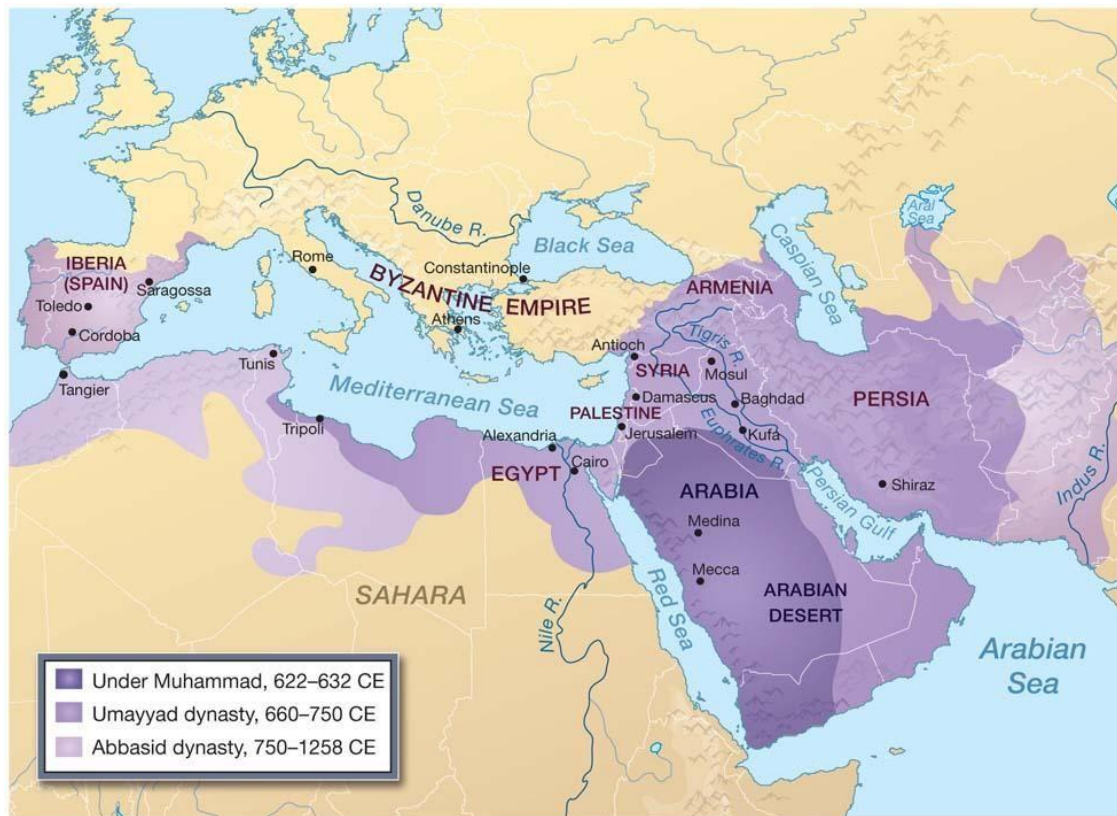 Aral
Sea
Danube R.
Black Sea
Caspian Sea
Rome
IBERIA
(SPAIN)
Constantinople
BYZANTINE EMPIRE
Saragossa
ARMENIA
Toledo
Athens
Cordoba
Antioch
Tigris R.
SYRIA
Mosul
Tunis
Tangier
Mediterranean Sea
Damascus
Baghdad
PERSIA
PALESTINE
Tripoli
Jerusalem
Kufa
Alexandria
Euphrates R.
Cairo
EGYPT
Indus R.
Shiraz
ARABIA
Persian Gulf
Medina
Mecca
SAHARA
Nile R.
Red Sea
ARABIAN
DESERT
Arabian
Sea
Under Muhammad, 622–632 CE
Umayyad dynasty, 660–750 CE
Abbasid dynasty, 750–1258 CE